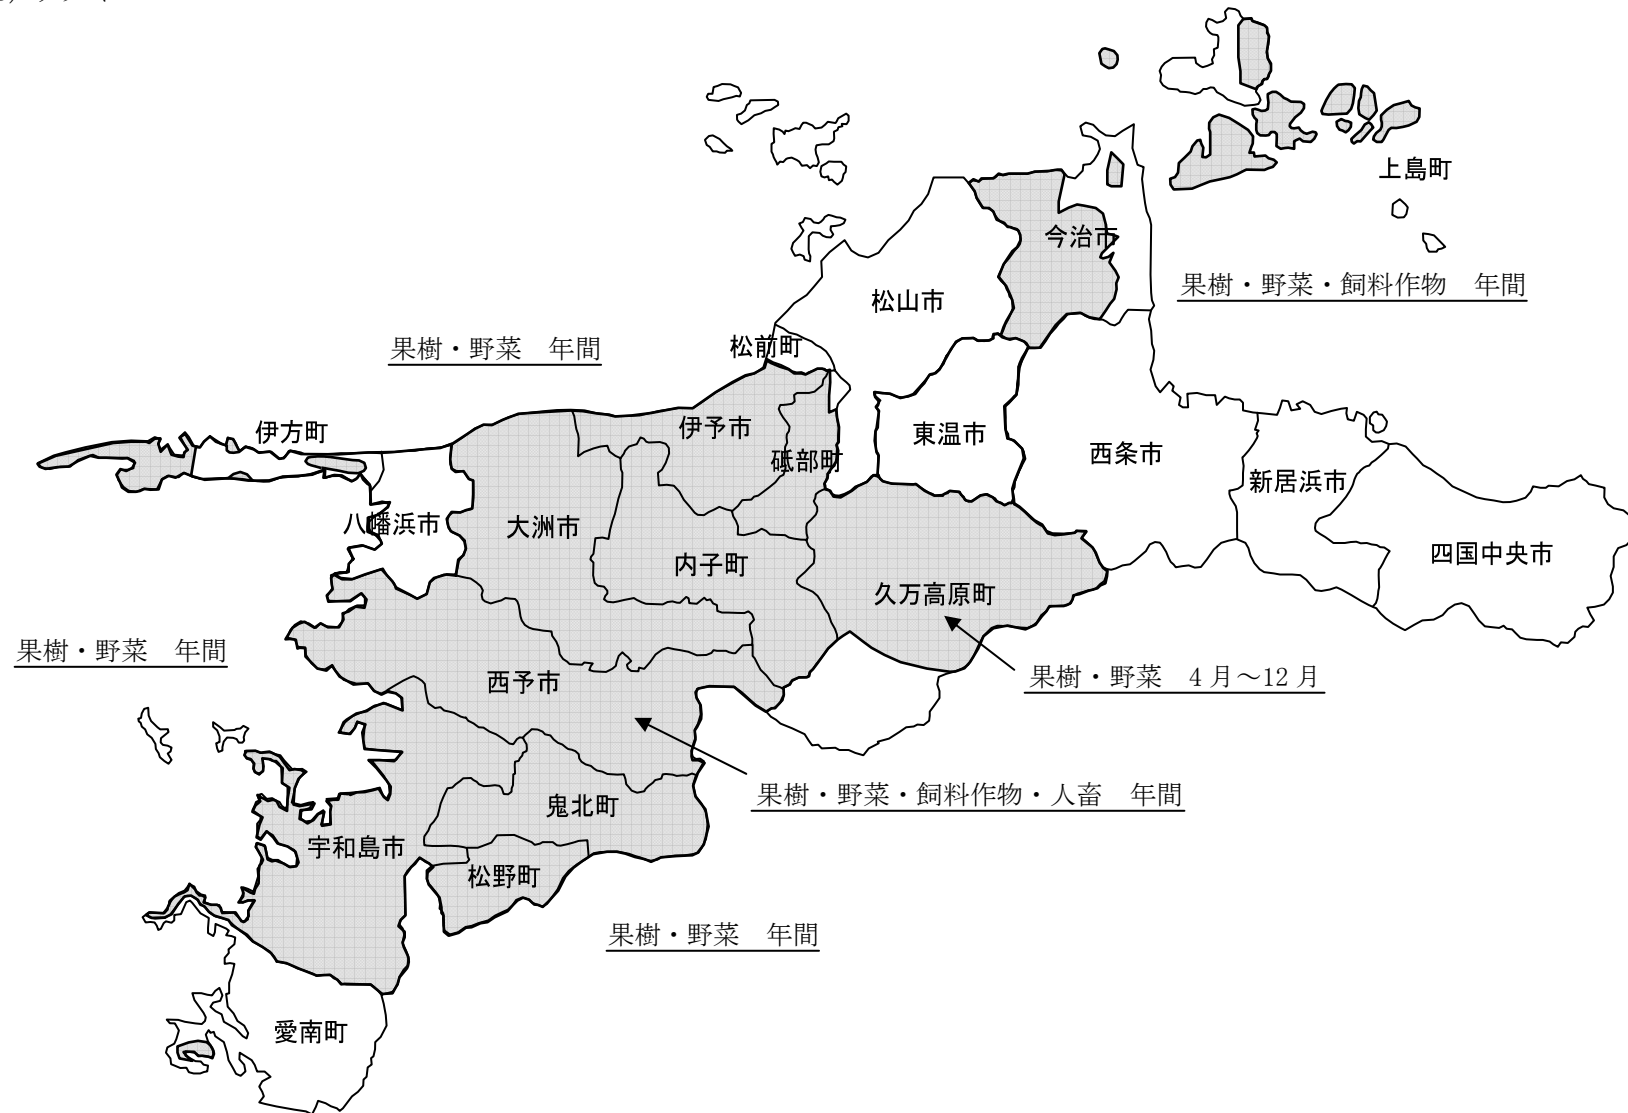 上島町
今治市
果樹・野菜・飼料作物　年間
松山市
松前町
果樹・野菜　年間
伊予市
伊方町
東温市
砥部町
西条市
新居浜市
八幡浜市
大洲市
四国中央市
内子町
久万高原町
果樹・野菜　年間
果樹・野菜　4月～12月
西予市
果樹・野菜・飼料作物・人畜　年間
鬼北町
宇和島市
松野町
果樹・野菜　年間
愛南町